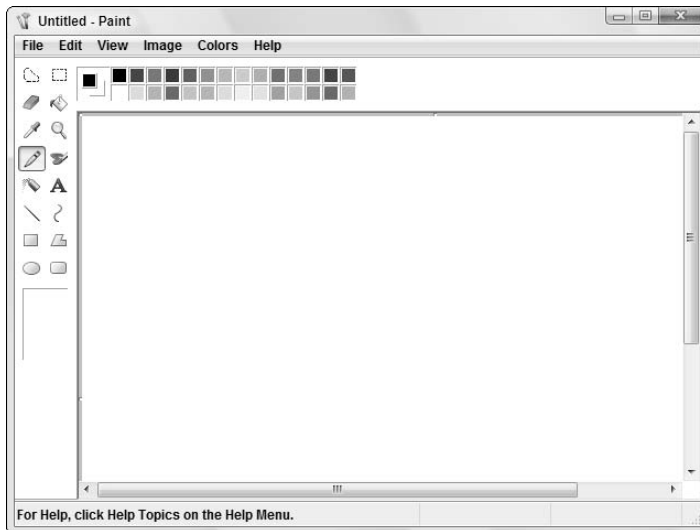 Untitled - Paint
File Edit View Image Colors Help
A
For Help, click Help Topics on the Help Menu.